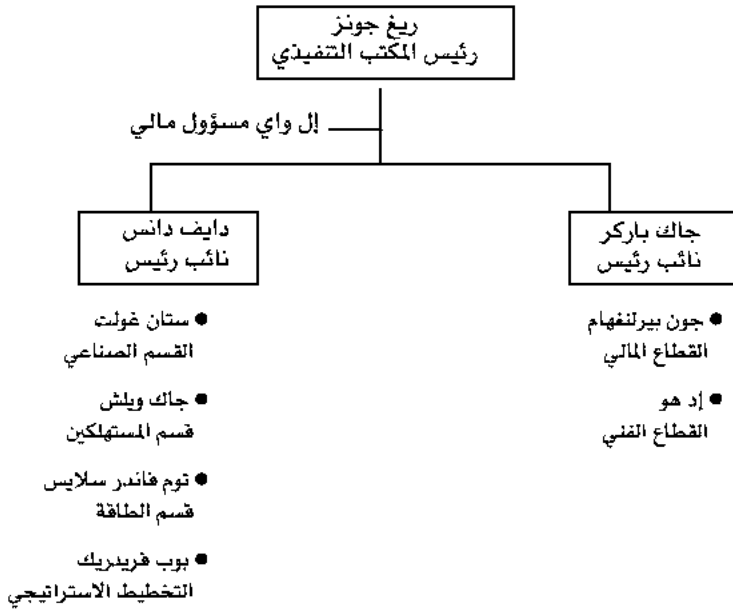 ريغ جونز
رئيس المكتب التنفيذي
إل واي مسؤول مالي
جاك باركر
نائب رئيس
● جون بيرلنغهام
القطاع المالي
● إد هو
القطاع الفني
دايف دانس
نائب رئيس
● ستان غولت
القسم الصناعي
● جاك ويلش
قسم المستهلكين
● توم فاندر سلايس
قسم الطاقة
● بوب فريدريك
التخطيط الاستراتيجي